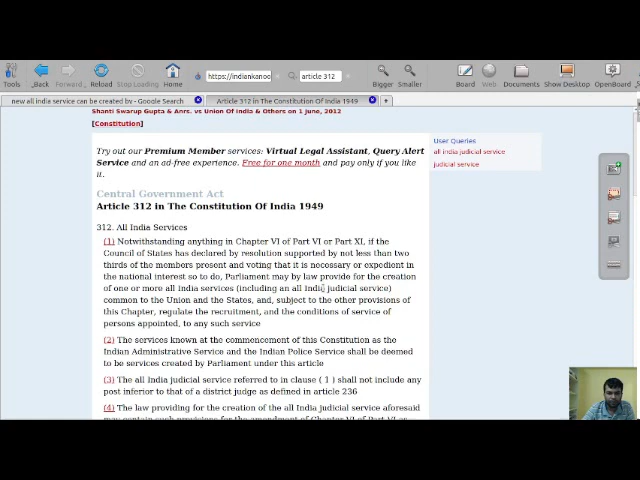 Tools
Back
Forward
Reload
Stop Loading
Home
https://indiankanoo
article 312
Bigger
Smaller
Board
Web
Documents
Show Desktop
OpenBoard
new all india service can be created by - Google Search
Article 312 in The Constitution Of India 1949
Shanti Swarup Gupta & Anrs. vs Union Of India & Others on 1 june, 2012
[Constitution]
Try out our Premium Member services: Virtual Legal Assistant, Query Alert
Service and an ad-free experience. Free for one month and pay only if you like
it.
User Queries
all india judicial service
judicial service
Central Government Act
Article 312 in The Constitution Of India 1949
312. All India Services
(1) Notwithstanding anything in Chapter VI of Part VI or Part XI, if the
Council of States has declared by resolution supported by not less than two
thirds of the members present and voting that it is necessary or expedient in
the national interest so to do, Parliament may by law provide for the creation
of one or more all India services (including an all India judicial service)
common to the Union and the States, and, subject to the other provisions of
this Chapter, regulate the recruitment, and the conditions of service of
persons appointed, to any such service
(2) The services known at the commencement of this Constitution as the
Indian Administrative Service and the Indian Police Service shall be deemed
to be services created by Parliament under this article
(3) The all India judicial service referred to in clause ( 1 ) shall not include any
post inferior to that of a district judge as defined in article 236
(4) The law providing for the creation of the all India judicial service aforesaid
may contain such provisions for the amendment of Chapter VI of Part VI as